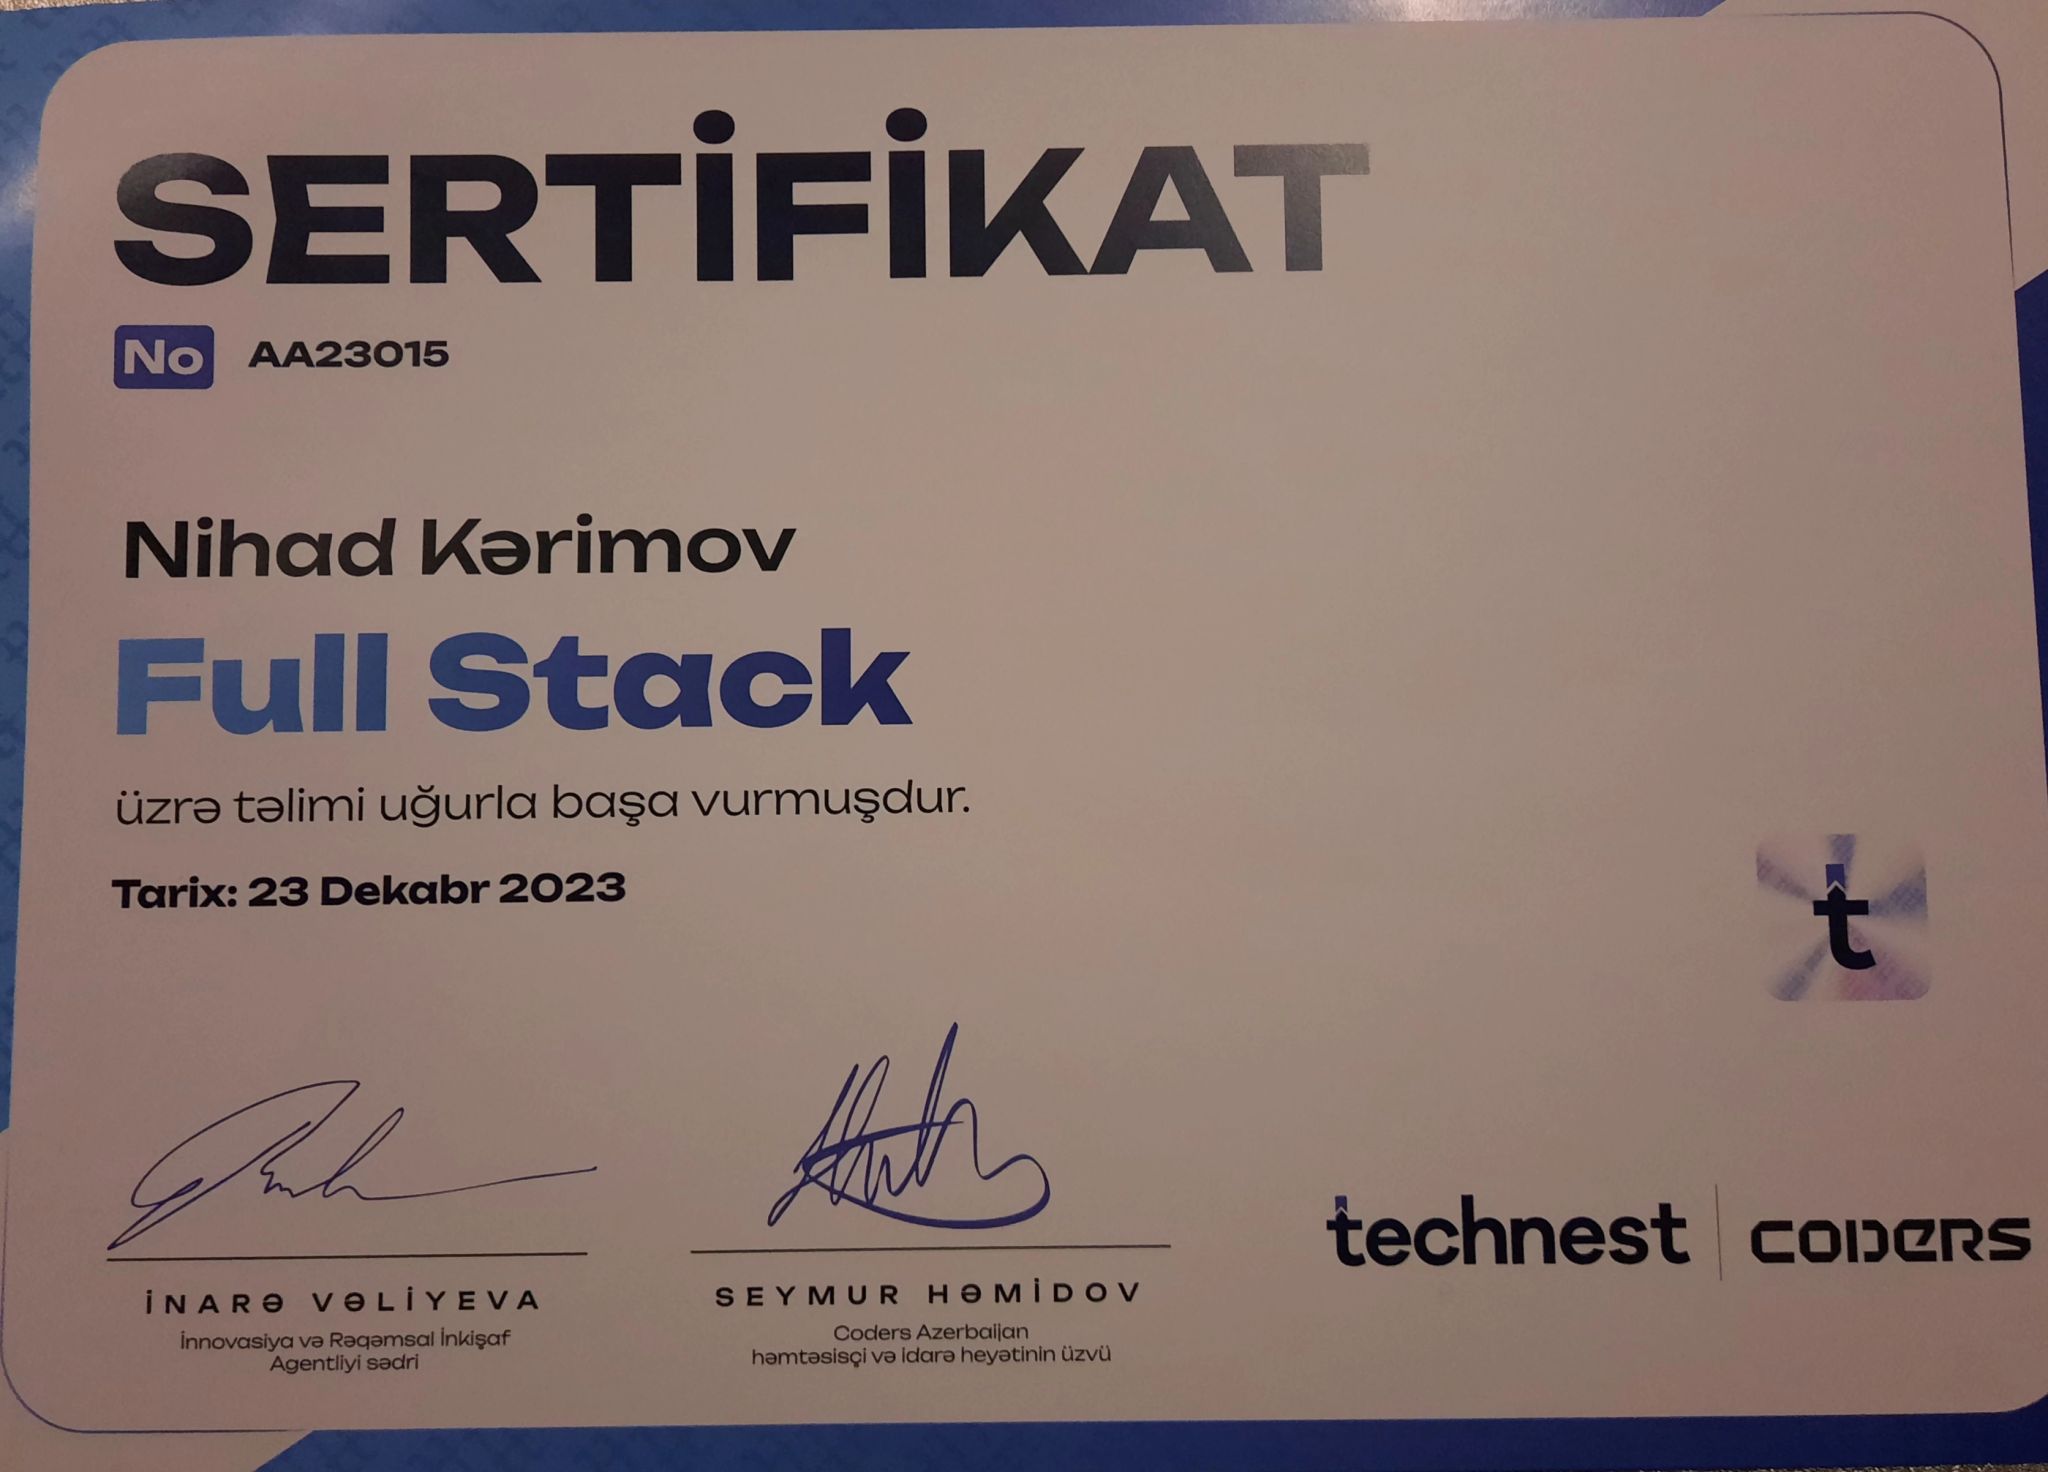 SERTİFİKAT
No AA23015
Nihad Kərimov
Full Stack
üzrə təlimi uğurla başa vurmuşdur.
Tarix: 23 Dekabr 2023
t
İNARƏ VƏLİYEVA
İnnovasiya və Rəqəmsal İnkişaf
Agentliyi sədri
SEYMUR HƏMİDOV
Coders Azerbaijan
həmtəsisçi və idarə heyətinin üzvü
technest | CODERS